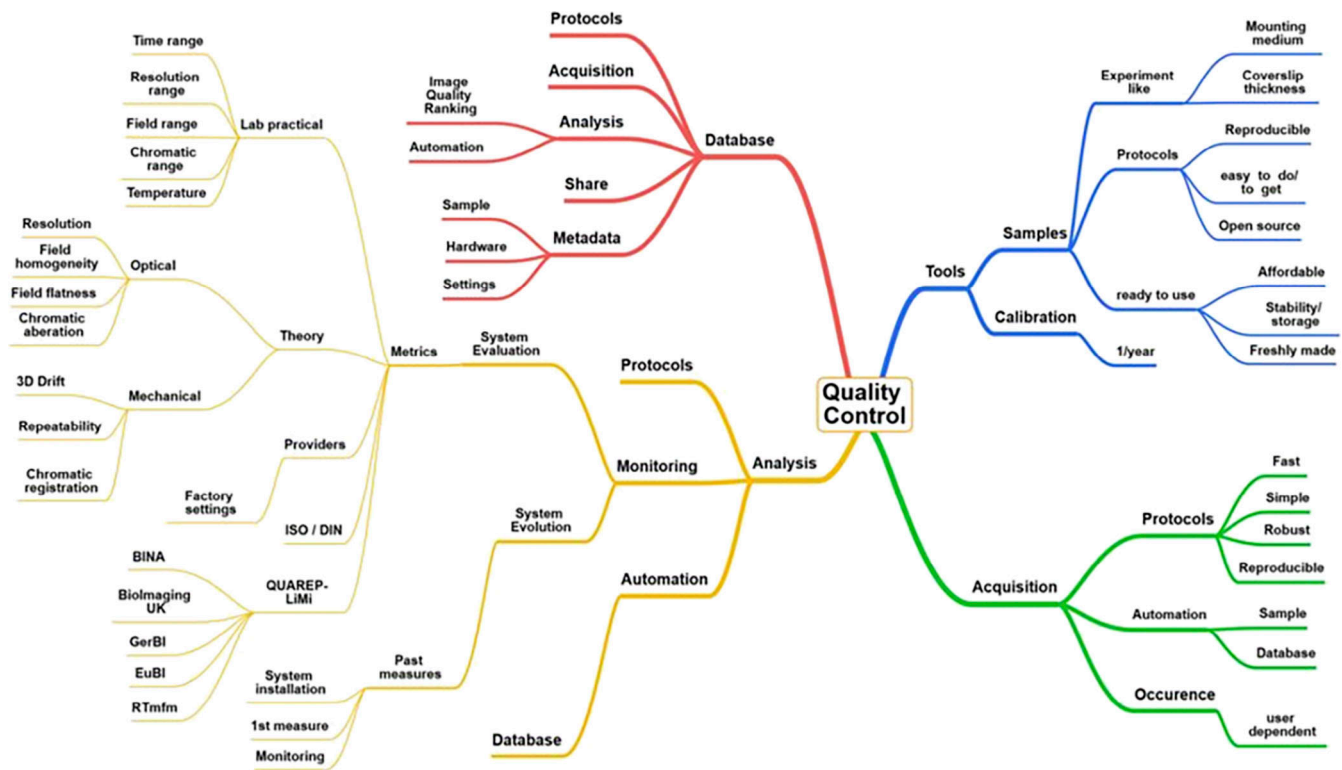 Quality
Control
Database
Protocols
Acquisition
Analysis
Image
Quality
Ranking
Automation
Share
Metadata
Sample
Hardware
Settings
Tools
Samples
Experiment
like
Mounting
medium
Coverslip
thickness
Protocols
Reproducible
easy to do/
to get
Open source
ready to use
Affordable
Stability/
storage
Freshly made
Calibration
1/year
Analysis
Protocols
Monitoring
System
Evaluation
Metrics
Lab practical
Time range
Resolution
range
Field range
Chromatic
range
Temperature
Theory
Optical
Resolution
Field
homogeneity
Field flatness
Chromatic
aberation
Mechanical
3D Drift
Repeatability
Chromatic
registration
Providers
Factory
settings
ISO / DIN
QUAREP-
LiMi
BINA
BioImaging
UK
GerBI
EuBI
RTmfm
System
Evolution
Past
measures
System
installation
1st measure
Monitoring
Automation
Database
Acquisition
Protocols
Fast
Simple
Robust
Reproducible
Automation
Sample
Database
Occurence
user
dependent